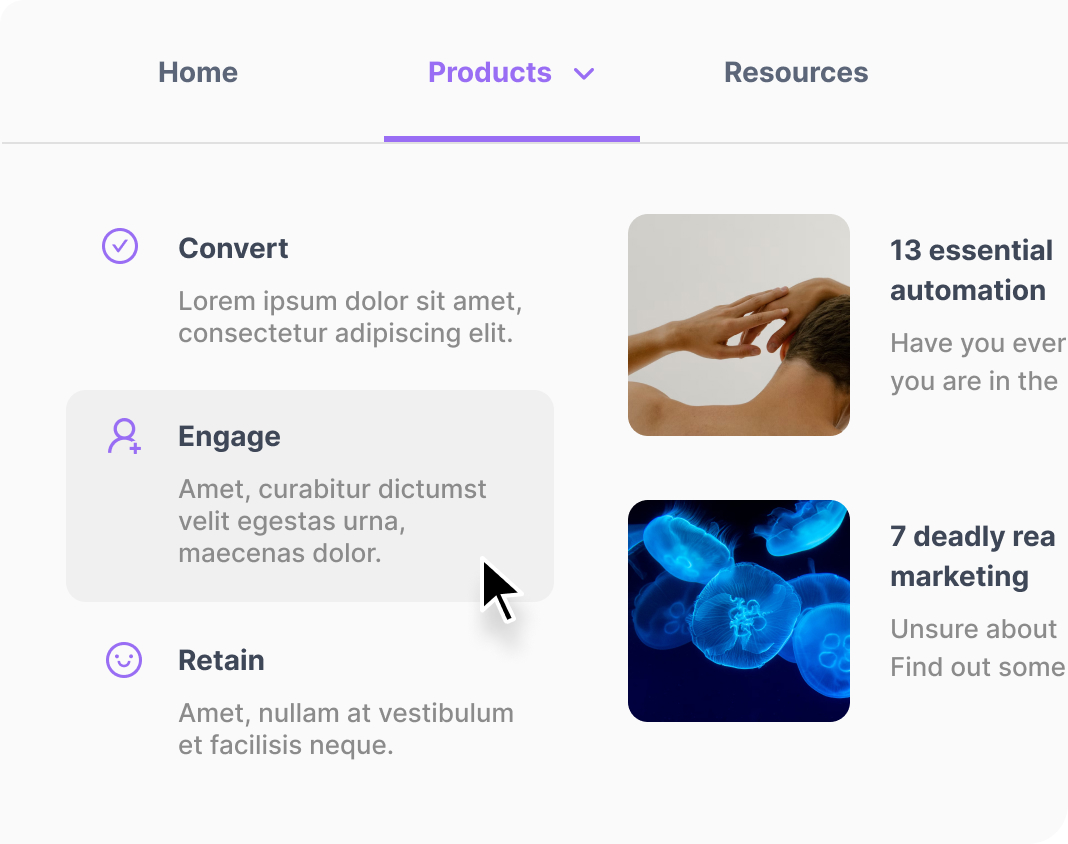 Home
Products
Resources
Convert
Lorem ipsum dolor sit amet,
consectetur adipiscing elit.
Engage
Amet, curabitur dictumst
velit egestas urna,
maecenas dolor.
Retain
Amet, nullam at vestibulum
et facilisis neque.
13 essential
automation
Have you ever
you are in the
7 deadly rea
marketing
Unsure about
Find out some